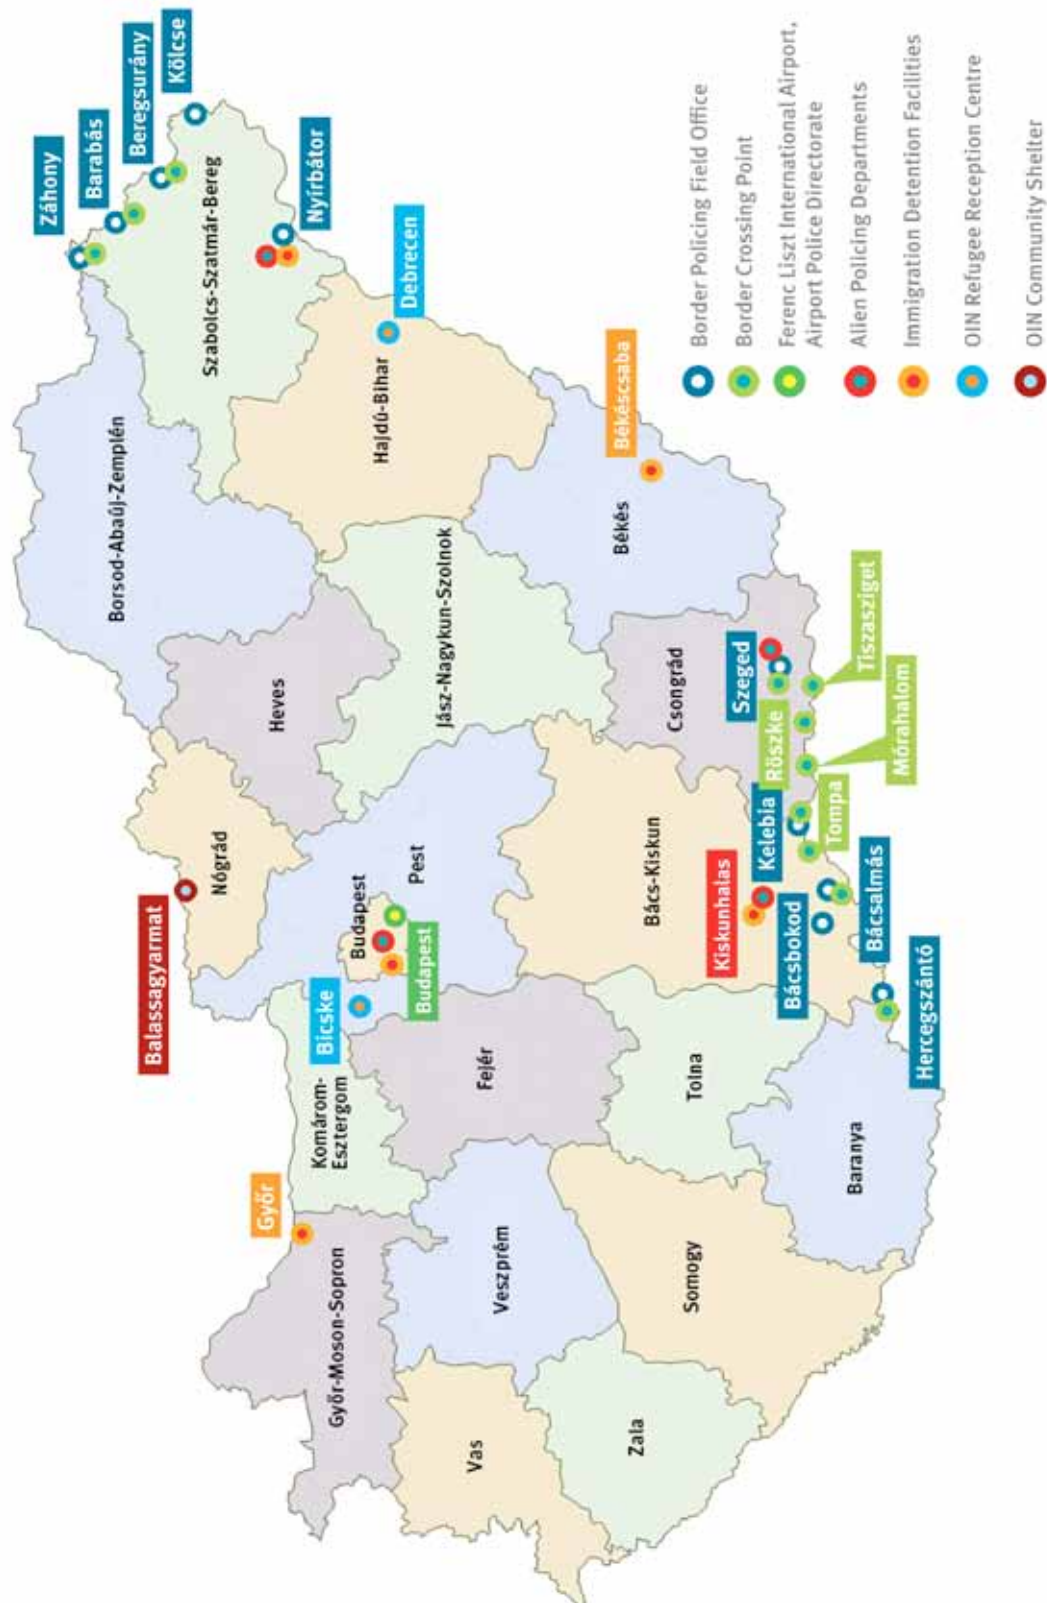 Záhony
Barabás
Beregsurány
Kölcse
Borsod-Abaúj-Zemplén
Szabolcs-Szatmár-Bereg
Nyírbátor
Balassagyarmat
Nógrád
Heves
Hajdú-Bihar
Debrecen
Győr
Győr-Moson-Sopron
Komárom-
Esztergom
Bicske
Budapest
Budapest
Pest
Jász-Nagykun-Szolnok
Vas
Veszprém
Fejér
Békés
Békéscsaba
Bács-Kiskun
Csongrád
Szeged
Zala
Somogy
Tolna
Kiskunhalas
Kelebia
Röszke
Tiszasziget
Mórahalom
Tompa
Bácsbokod
Bácsalmás
Baranya
Hercegszántó
Border Policing Field Office
Border Crossing Point
Ferenc Liszt International Airport,
Airport Police Directorate
Alien Policing Departments
Immigration Detention Facilities
OIN Refugee Reception Centre
OIN Community Shelter